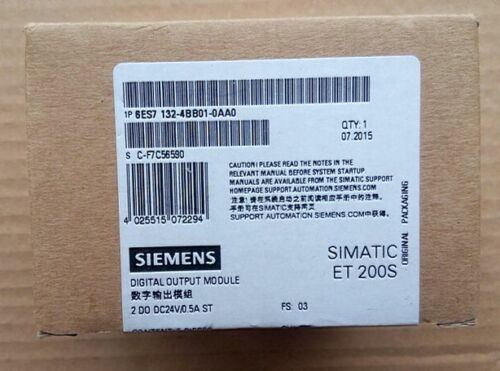 1P 6ES7 132-4BB01-0AA0
QTY: 1
07.2015
S C-F7C56590
4 025515 072294
CAUTION! PLEASE READ THE NOTES IN THE
RELEVANT MANUAL BEFORE SYSTEM STARTUP
MANUALS ARE AVAILABLE FROM THE SIMATIC SUPPORT
HOMEPAGE SUPPORT.AUTOMATION.SIEMENS.COM
注意: 请在系统启动之前阅读相应手册中的注释。
手册可在SIMATIC支持网页
SUPPORT.AUTOMATION.SIEMENS.COM中获得。
ORIGINAL PACKAGING
SIEMENS
SIMATIC
ET 200S
DIGITAL OUTPUT MODULE
数字输出模组
2 DO DC24V/0.5A ST
FS: 03